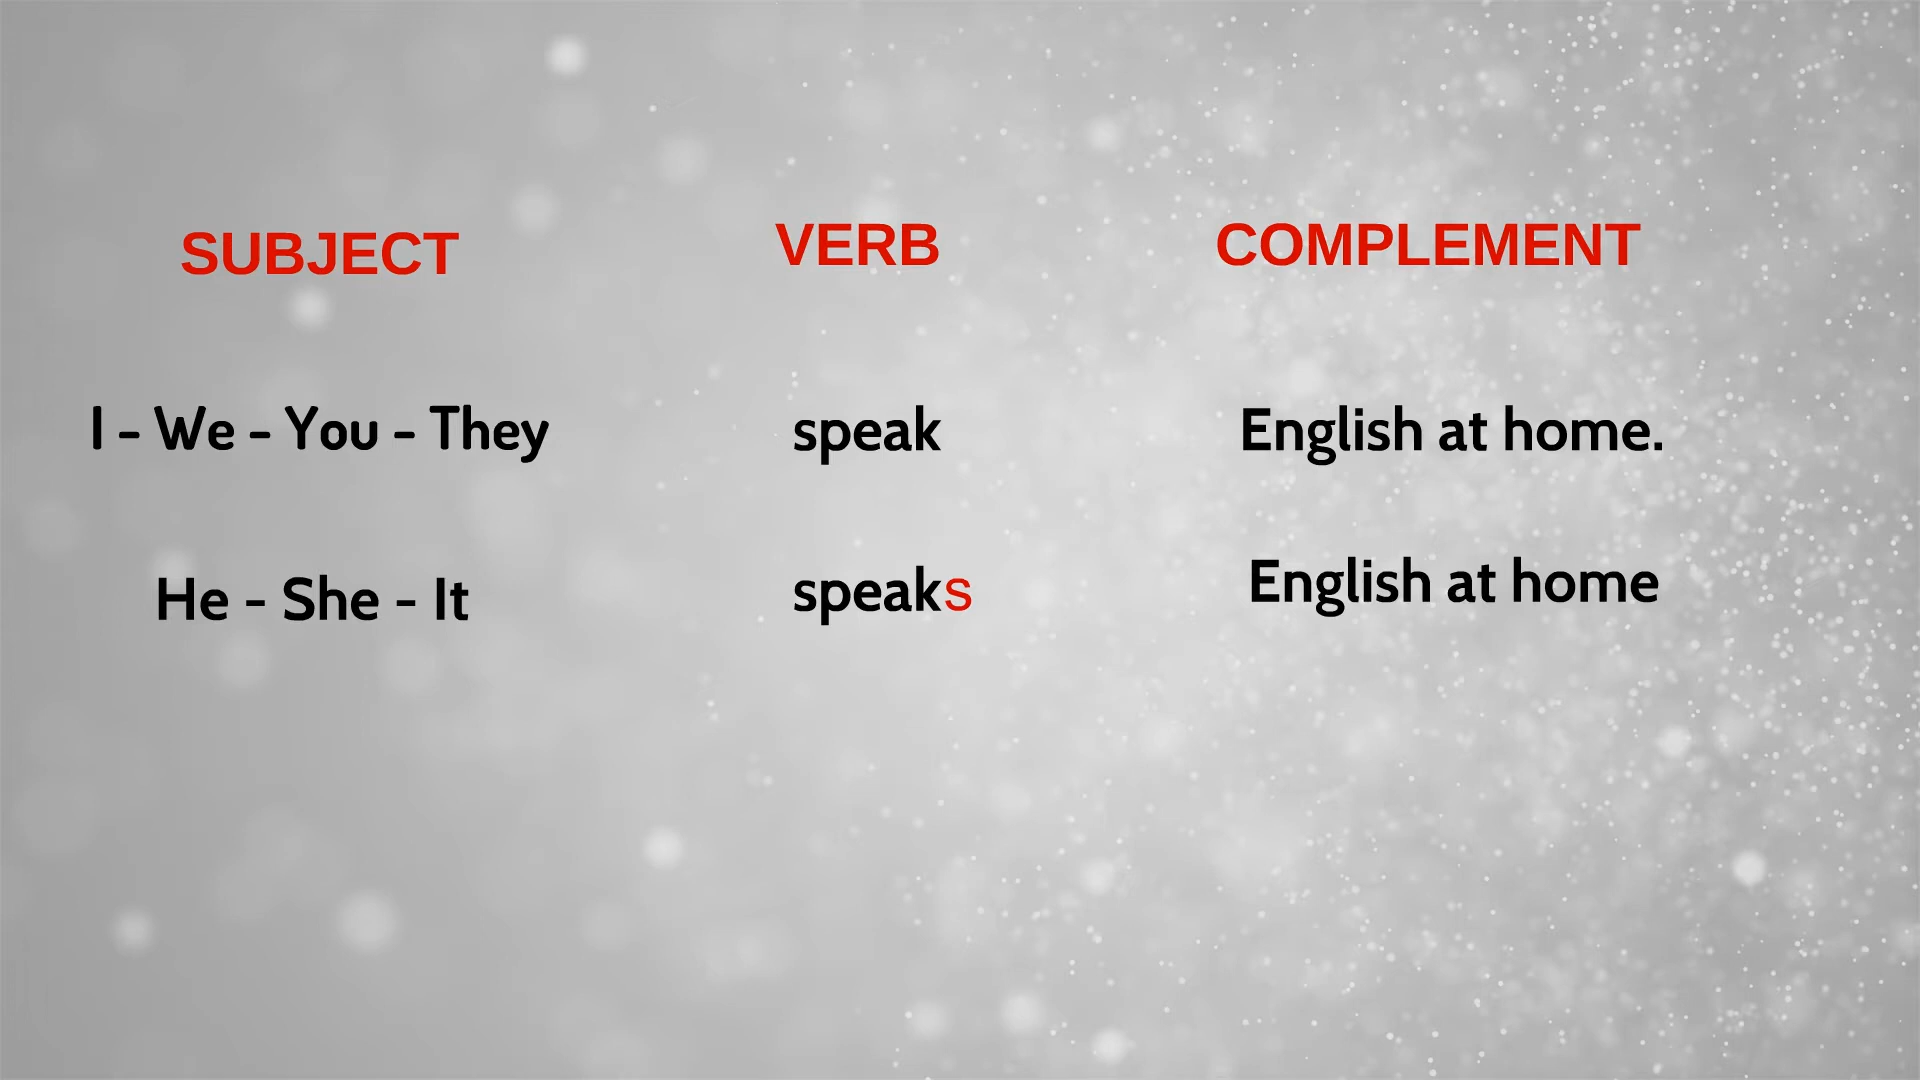 SUBJECT VERB COMPLEMENT
I - We - You - They speak English at home.
He - She - It speaks English at home